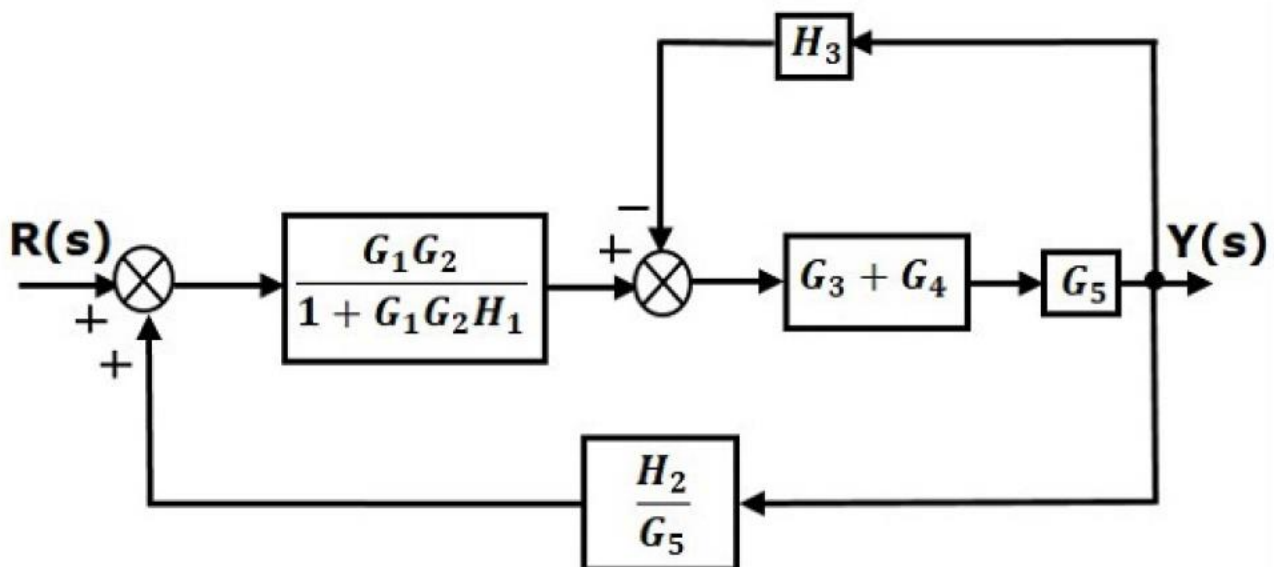 H₃
−
R(s)
+
+
G₁G₂
1 + G₁G₂H₁
+
G₃ + G₄
G₅
Y(s)
H₂
G₅